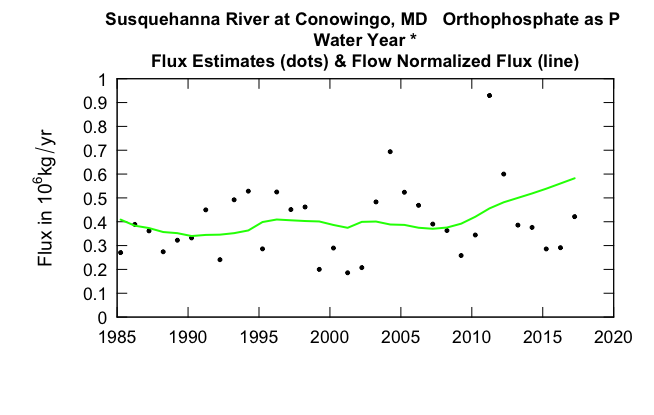 Susquehanna River at Conowingo, MD   Orthophosphate as P
Water Year *
Flux Estimates (dots) & Flow Normalized Flux (line)
Flux in 10⁶kg/yr
1
0.9
0.8
0.7
0.6
0.5
0.4
0.3
0.2
0.1
0
1985 1990 1995 2000 2005 2010 2015 2020